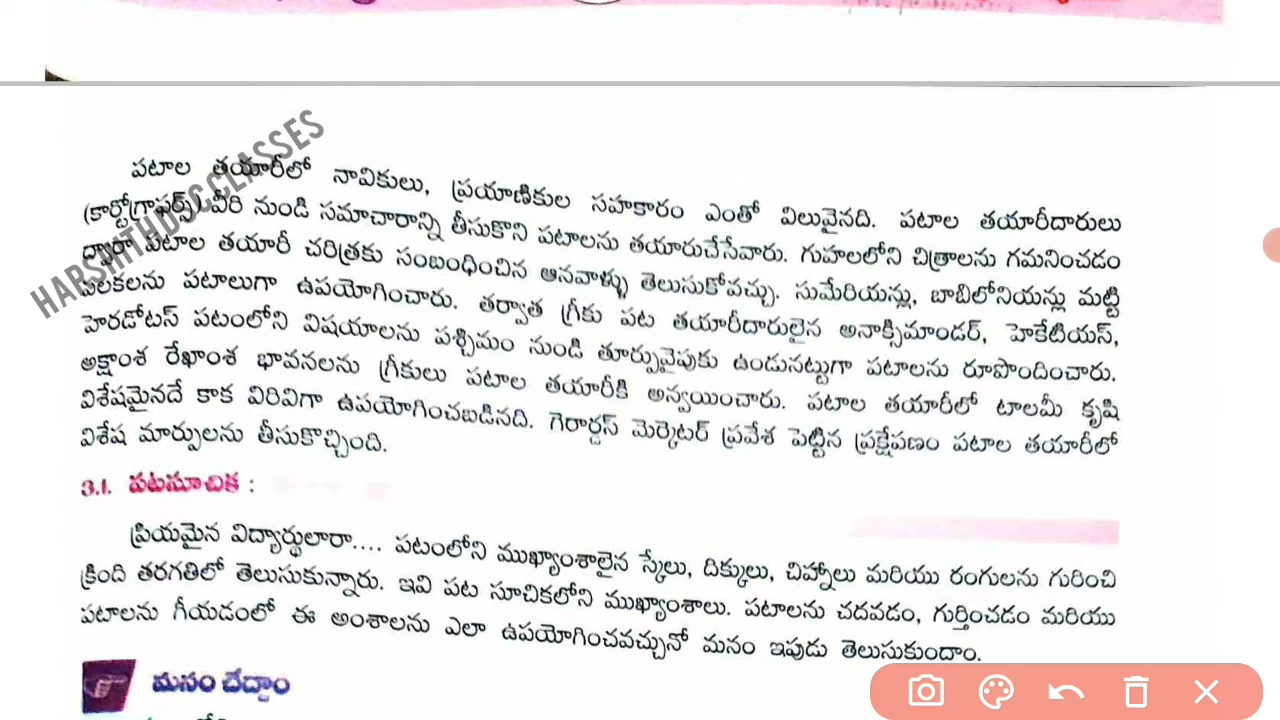 పటాల తయారీలో నావికులు, ప్రయాణికుల సహకారం ఎంతో విలువైనది. పటాల తయారీదారులు
(కార్టోగ్రాఫర్స్) వీరి నుండి సమాచారాన్ని తీసుకొని పటాలను తయారుచేసేవారు. గుహలలోని చిత్రాలను గమనించడం
ద్వారా పటాల తయారీ చరిత్రకు సంబంధించిన ఆనవాళ్ళు తెలుసుకోవచ్చు. సుమేరియన్లు, బాబిలోనియన్లు మట్టి
పలకలను పటాలుగా ఉపయోగించారు. తర్వాత గ్రీకు పట తయారీదారులైన అనాక్సిమాండర్, హెకేటియస్,
హెరడోటస్ పటంలోని విషయాలను పశ్చిమం నుండి తూర్పువైపుకు ఉండునట్టుగా పటాలను రూపొందించారు.
అక్షాంశ రేఖాంశ భావనలను గ్రీకులు పటాల తయారీకి అన్వయించారు. పటాల తయారీలో టాలమీ కృషి
విశేషమైనదే కాక విరివిగా ఉపయోగించబడినది. గెరార్డస్ మెర్కెటర్ ప్రవేశ పెట్టిన ప్రక్షేపణం పటాల తయారీలో
విశేష మార్పులను తీసుకొచ్చింది.
HARSHITH DSC CLASSES
3.1. పటసూచిక :
ప్రియమైన విద్యార్థులారా.... పటంలోని ముఖ్యాంశాలైన స్కేలు, దిక్కులు, చిహ్నాలు మరియు రంగులను గురించి
క్రింది తరగతిలో తెలుసుకున్నారు. ఇవి పట సూచికలోని ముఖ్యాంశాలు. పటాలను చదవడం, గుర్తించడం మరియు
పటాలను గీయడంలో ఈ అంశాలను ఎలా ఉపయోగించవచ్చునో మనం ఇపుడు తెలుసుకుందాం.
మనం చేద్దాం